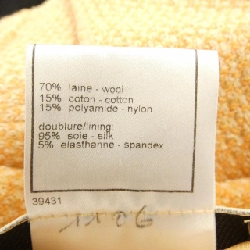 70% laine - wool
15% coton - cotton
15% polyamide - nylon
doublure/lining:
95% soie - silk
5% elasthanne - spandex
39431